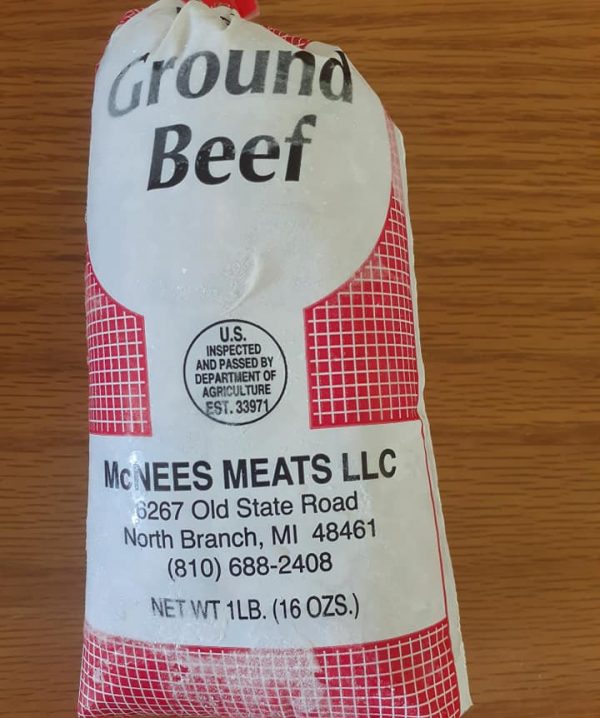 Ground
Beef
U.S.
INSPECTED
AND PASSED BY
DEPARTMENT OF
AGRICULTURE
EST. 33971
McNEES MEATS LLC
6267 Old State Road
North Branch, MI 48461
(810) 688-2408
NET WT 1LB. (16 OZS.)